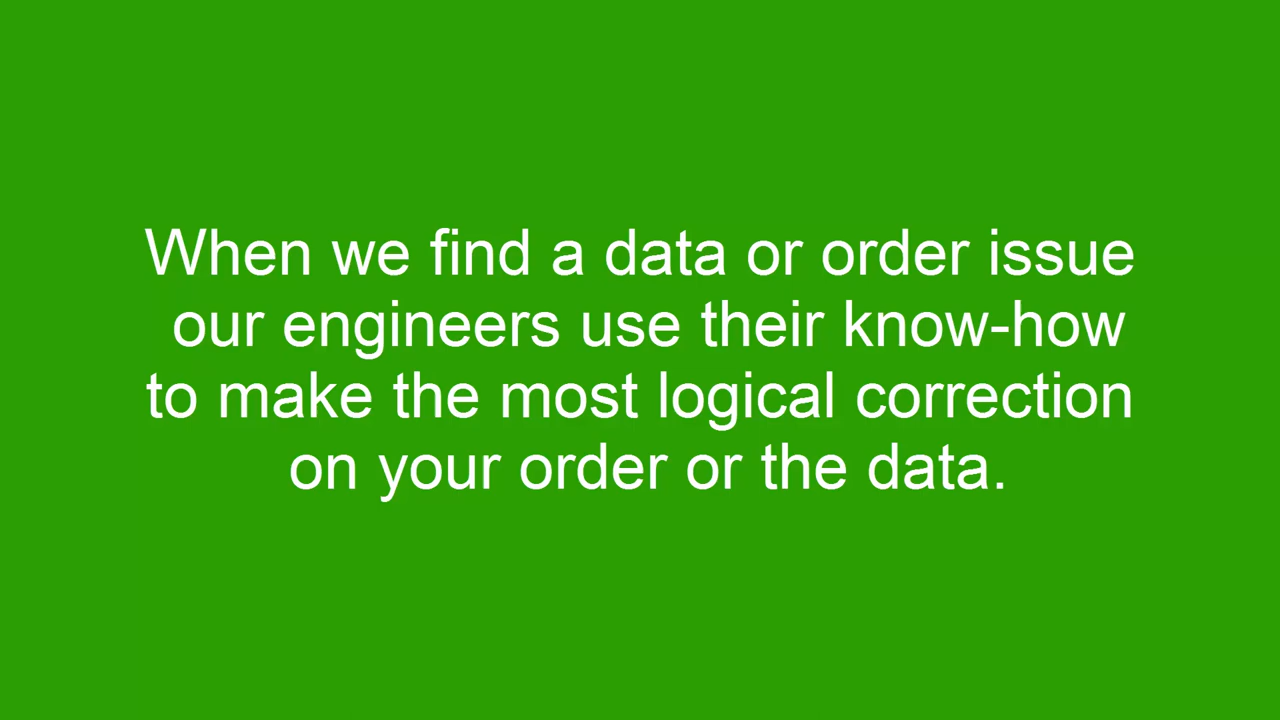 When we find a data or order issue
our engineers use their know-how
to make the most logical correction
on your order or the data.